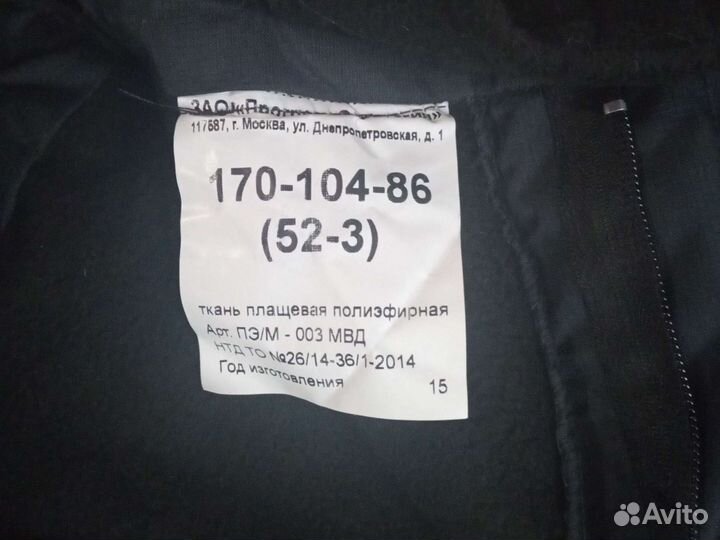 117587, г. Москва, ул. Днепропетровская, д. 1
170-104-86
(52-3)
ткань плащевая полиэфирная
Арт. ПЭ/М - 003 МВД
НТД ТО №26/14-36/1-2014
Год изготовления 15
Avito